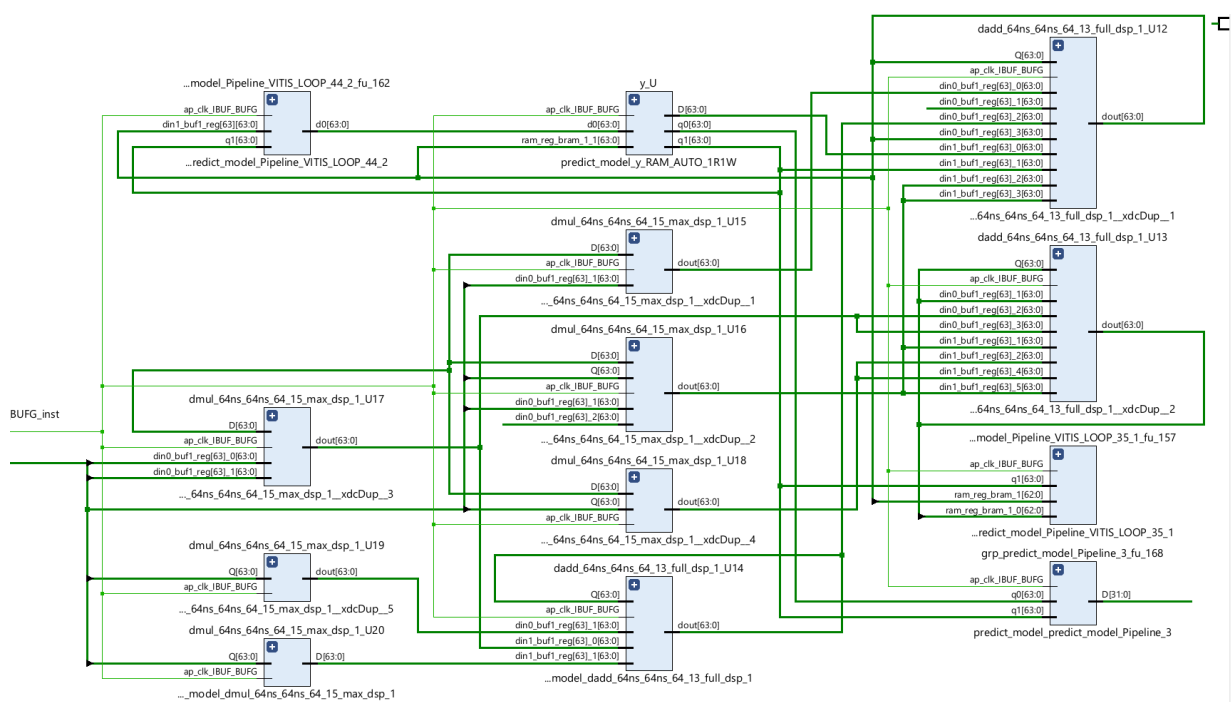 ...model_Pipeline_VITIS_LOOP_44_2_fu_162
ap_clk_IBUF_BUFG
din1_buf1_reg[63][63:0]
q1[63:0]
d0[63:0]
...redict_model_Pipeline_VITIS_LOOP_44_2
y_U
ap_clk_IBUF_BUFG
d0[63:0]
ram_reg_bram_1_1[63:0]
D[63:0]
q0[63:0]
q1[63:0]
predict_model_y_RAM_AUTO_1R1W
dadd_64ns_64ns_64_13_full_dsp_1_U12
Q[63:0]
ap_clk_IBUF_BUFG
din0_buf1_reg[63]_0[63:0]
din0_buf1_reg[63]_1[63:0]
din0_buf1_reg[63]_2[63:0]
din0_buf1_reg[63]_3[63:0]
din1_buf1_reg[63]_0[63:0]
din1_buf1_reg[63]_1[63:0]
din1_buf1_reg[63]_2[63:0]
din1_buf1_reg[63]_3[63:0]
dout[63:0]
...64ns_64ns_64_13_full_dsp_1__xdcDup__1
dmul_64ns_64ns_64_15_max_dsp_1_U15
D[63:0]
ap_clk_IBUF_BUFG
din0_buf1_reg[63]_1[63:0]
dout[63:0]
..._64ns_64ns_64_15_max_dsp_1__xdcDup__1
dadd_64ns_64ns_64_13_full_dsp_1_U13
Q[63:0]
ap_clk_IBUF_BUFG
din0_buf1_reg[63]_1[63:0]
din0_buf1_reg[63]_2[63:0]
din0_buf1_reg[63]_3[63:0]
din1_buf1_reg[63]_1[63:0]
din1_buf1_reg[63]_2[63:0]
din1_buf1_reg[63]_4[63:0]
din1_buf1_reg[63]_5[63:0]
dout[63:0]
...64ns_64ns_64_13_full_dsp_1__xdcDup__2
dmul_64ns_64ns_64_15_max_dsp_1_U16
D[63:0]
Q[63:0]
ap_clk_IBUF_BUFG
din0_buf1_reg[63]_1[63:0]
din0_buf1_reg[63]_2[63:0]
dout[63:0]
..._64ns_64ns_64_15_max_dsp_1__xdcDup__2
BUFG_inst
dmul_64ns_64ns_64_15_max_dsp_1_U17
D[63:0]
ap_clk_IBUF_BUFG
din0_buf1_reg[63]_0[63:0]
din0_buf1_reg[63]_1[63:0]
dout[63:0]
..._64ns_64ns_64_15_max_dsp_1__xdcDup__3
dmul_64ns_64ns_64_15_max_dsp_1_U18
D[63:0]
Q[63:0]
ap_clk_IBUF_BUFG
dout[63:0]
..._64ns_64ns_64_15_max_dsp_1__xdcDup__4
...model_Pipeline_VITIS_LOOP_35_1_fu_157
ap_clk_IBUF_BUFG
q1[63:0]
ram_reg_bram_1[62:0]
ram_reg_bram_1_0[62:0]
...redict_model_Pipeline_VITIS_LOOP_35_1
dmul_64ns_64ns_64_15_max_dsp_1_U19
Q[63:0]
ap_clk_IBUF_BUFG
dout[63:0]
..._64ns_64ns_64_15_max_dsp_1__xdcDup__5
dadd_64ns_64ns_64_13_full_dsp_1_U14
Q[63:0]
ap_clk_IBUF_BUFG
din0_buf1_reg[63]_1[63:0]
din1_buf1_reg[63]_0[63:0]
din1_buf1_reg[63]_1[63:0]
dout[63:0]
...model_dadd_64ns_64ns_64_13_full_dsp_1
grp_predict_model_Pipeline_3_fu_168
ap_clk_IBUF_BUFG
q0[63:0]
q1[63:0]
D[31:0]
predict_model_predict_model_Pipeline_3
dmul_64ns_64ns_64_15_max_dsp_1_U20
Q[63:0]
ap_clk_IBUF_BUFG
D[63:0]
..._model_dmul_64ns_64ns_64_15_max_dsp_1